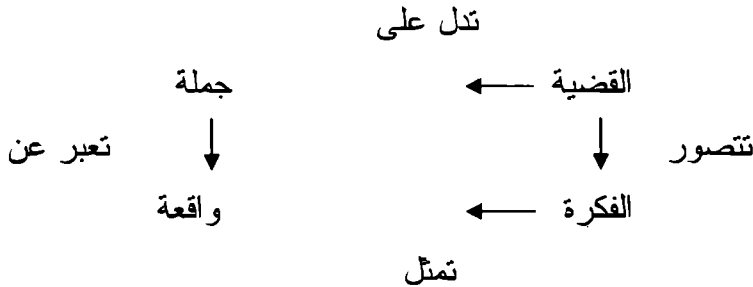 تدل على
القضية ← جملة
تتصور ↓ ↓ تعبر عن
الفكرة ← واقعة
تمثل